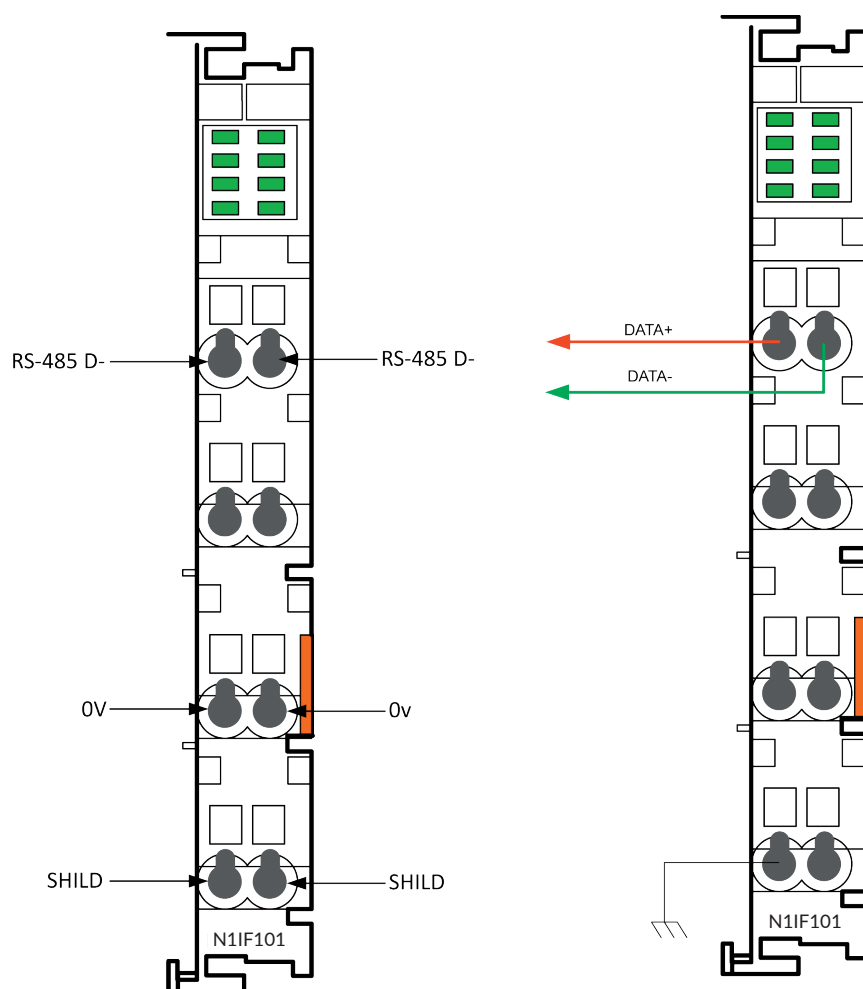 DATA+
RS-485 D-
RS-485 D-
DATA-
0V
0v
SHILD
SHILD
N1IF101
N1IF101